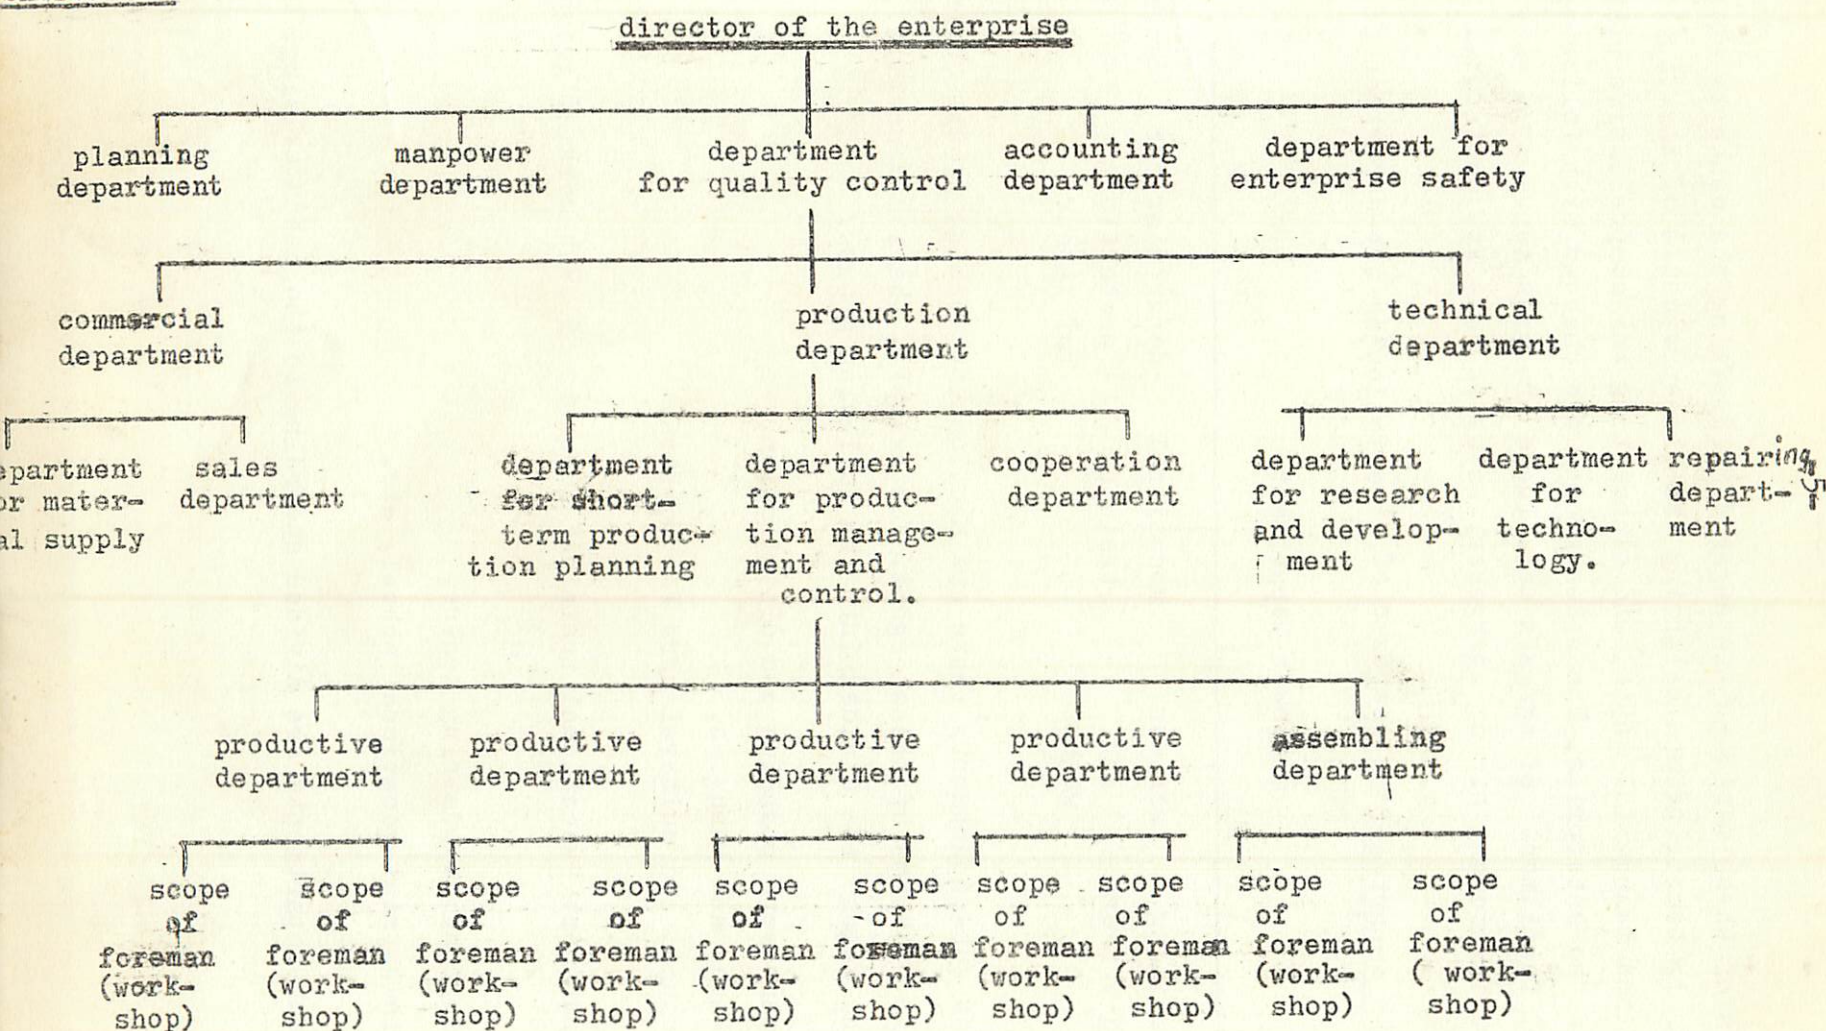 director of the enterprise
planning
department
manpower
department
department
for quality control
accounting
department
department for
enterprise safety
commercial
department
production
department
technical
department
epartment
or mater-
al supply
sales
department
department
for short-
term produc-
tion planning
department
for produc-
tion manage-
ment and
control.
cooperation
department
department
for research
and develop-
ment
department
for
techno-
logy.
repairing
depart-
ment
productive
department
productive
department
productive
department
productive
department
assembling
department
scope
of
foreman
(work-
shop)
scope
of
foreman
(work-
shop)
scope
of
foreman
(work-
shop)
scope
of
foreman
(work-
shop)
scope
of
foreman
(work-
shop)
scope
of
foreman
(work-
shop)
scope
of
foreman
(work-
shop)
scope
of
foreman
(work-
shop)
scope
of
foreman
(work-
shop)
scope
of
foreman
( work-
shop)